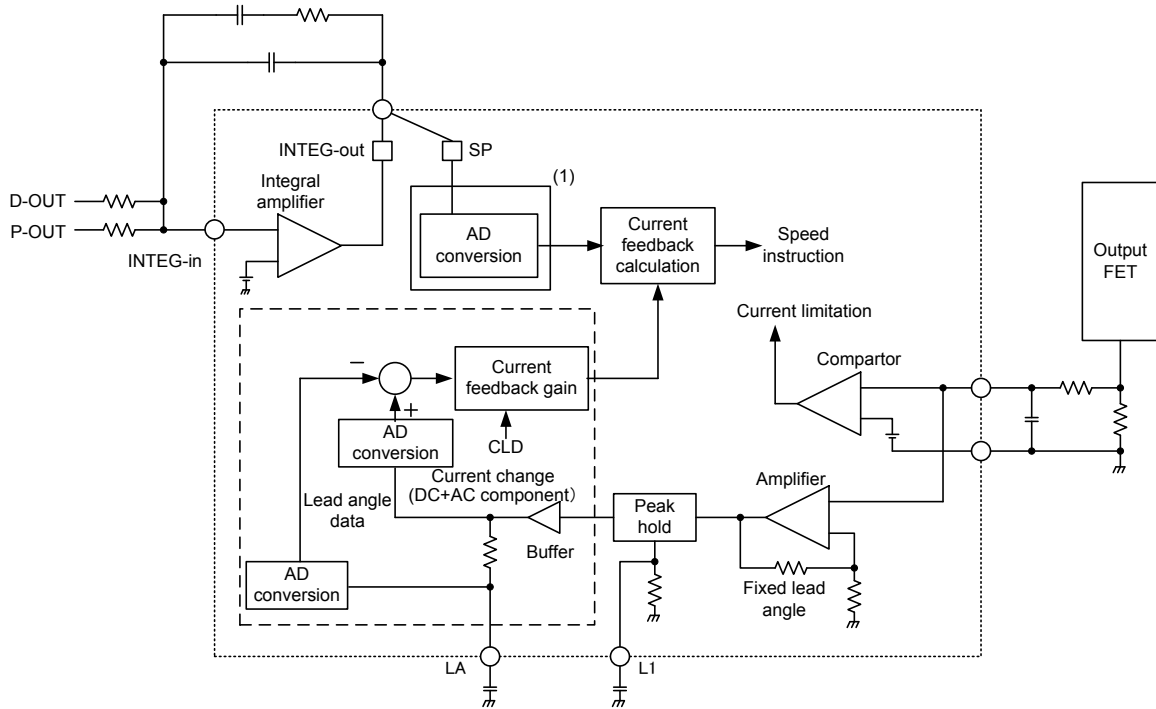 INTEG-out
SP
(1)
Integral
amplifier
D-OUT
P-OUT
INTEG-in
AD
conversion
Current
feedback
calculation
Speed
instruction
Output
FET
Current limitation
Compartor
−
+
Current
feedback gain
AD
conversion
CLD
Current change
(DC+AC component)
Lead angle
data
Buffer
Peak
hold
Amplifier
AD
conversion
Fixed lead
angle
LA
L1